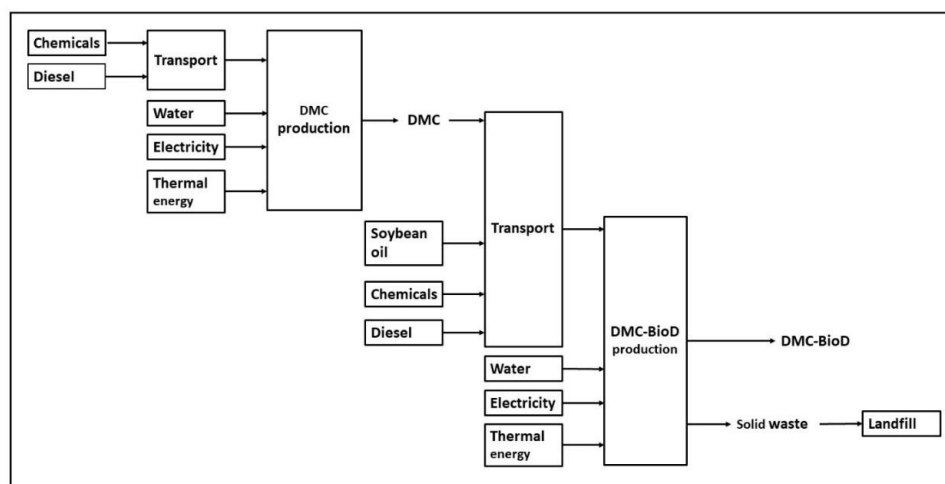 Chemicals
Diesel
Transport
Water
Electricity
Thermal
energy
DMC
production
DMC
Soybean
oil
Chemicals
Diesel
Transport
Water
Electricity
Thermal
energy
DMC-BioD
production
DMC-BioD
Solid waste
Landfill